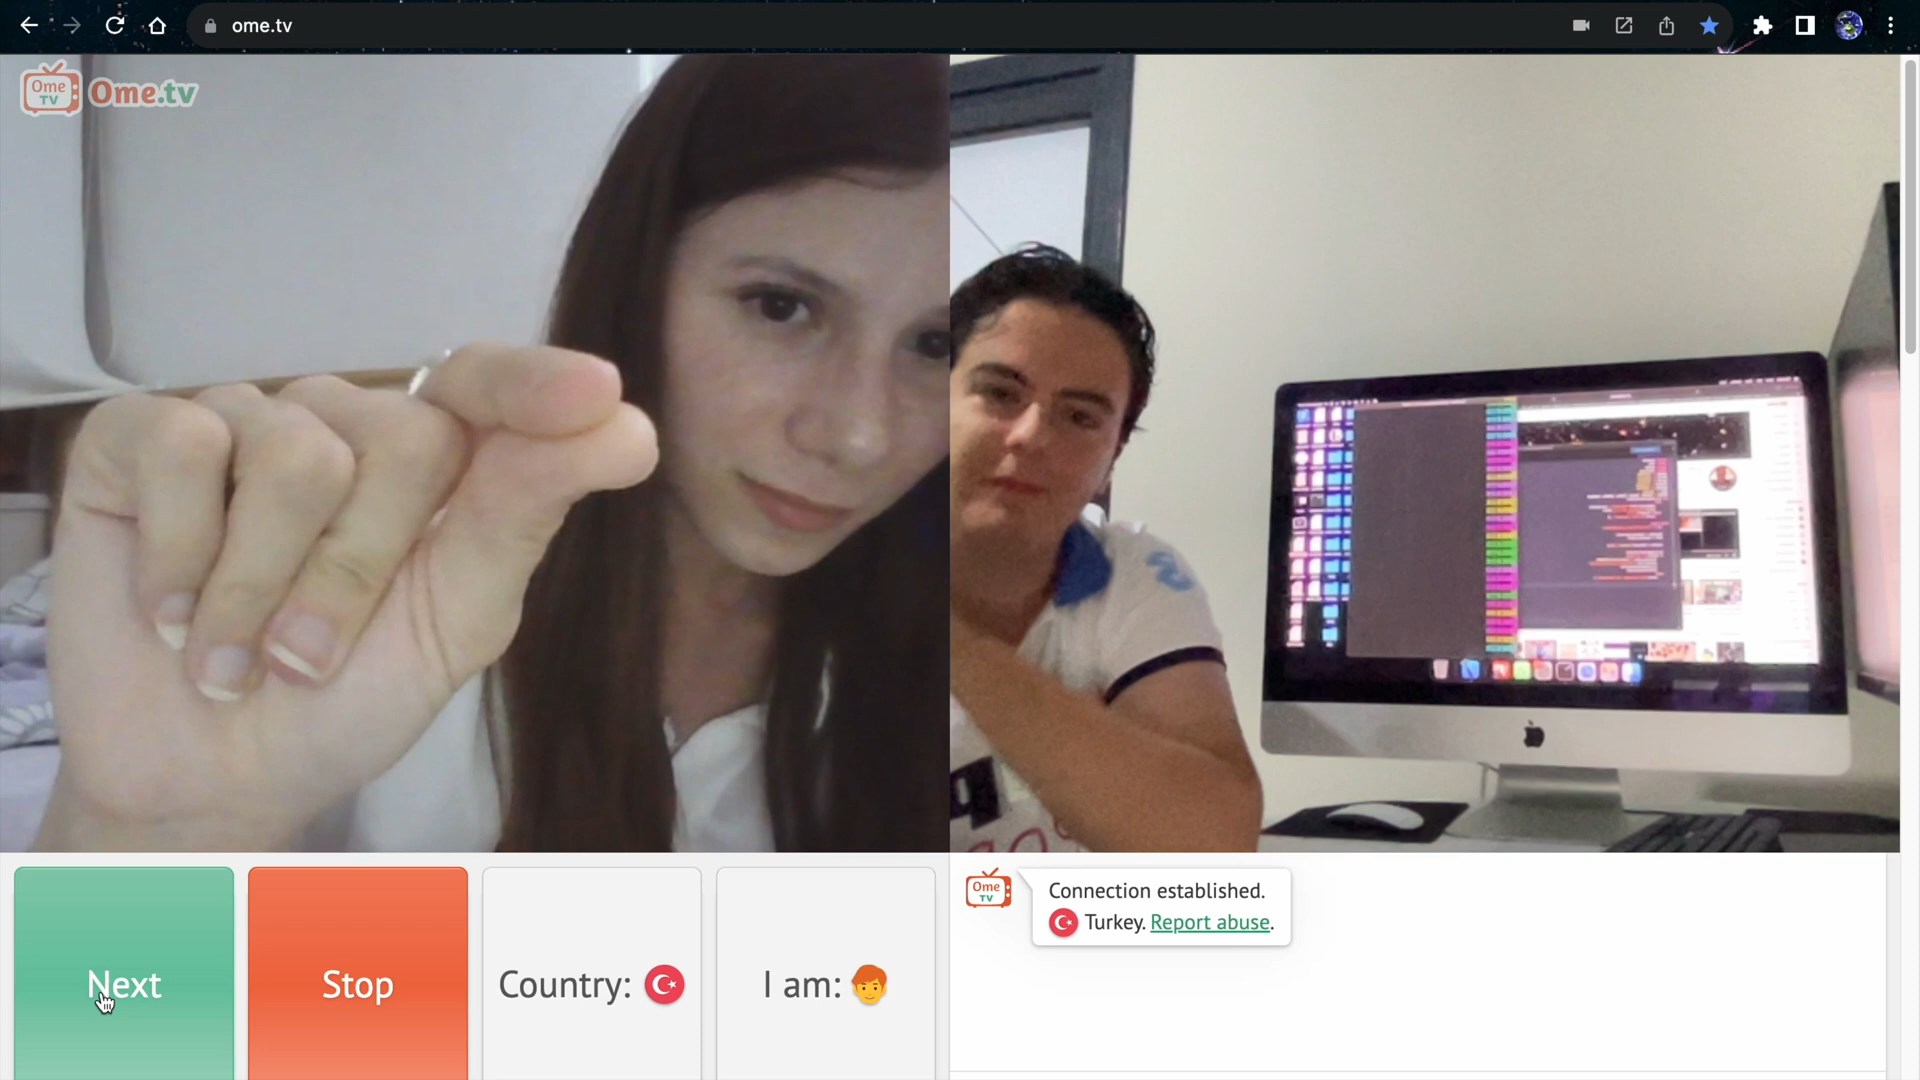 ome.tv
Ome TV Ome.tv
Next
Stop
Country:
I am:
Ome TV
Connection established.
Turkey. Report abuse.